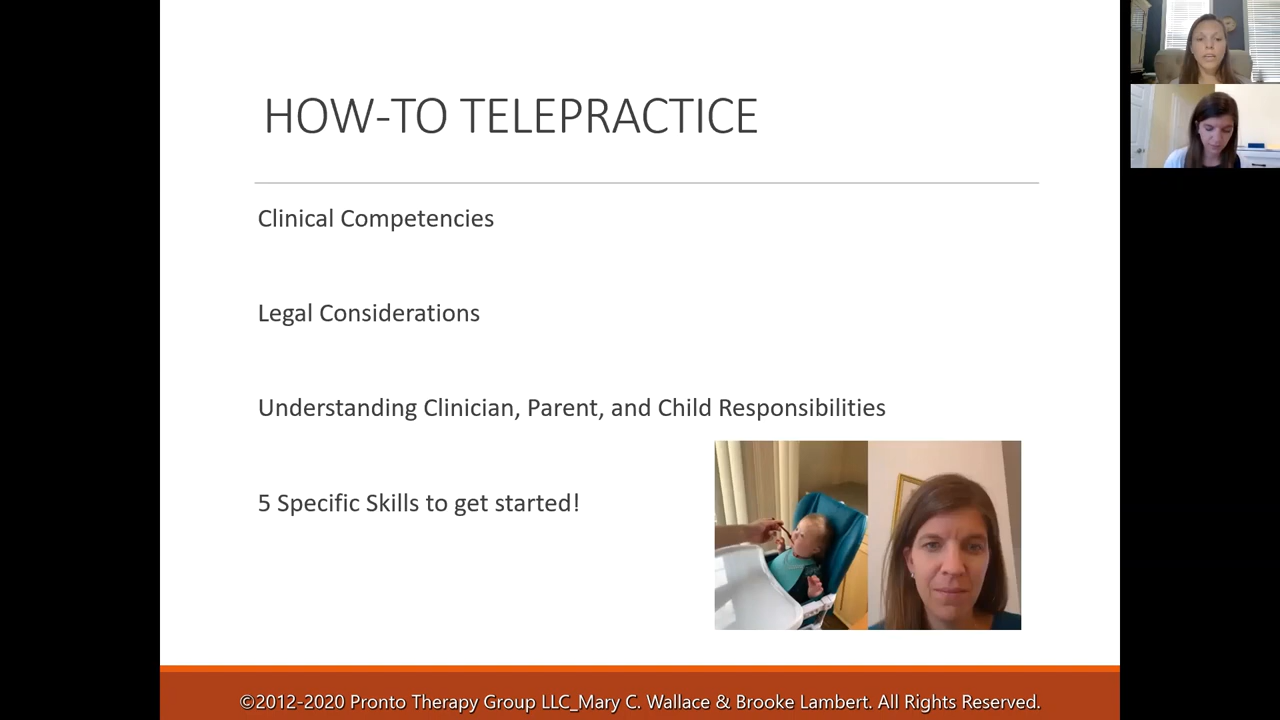 HOW-TO TELEPRACTICE
Clinical Competencies
Legal Considerations
Understanding Clinician, Parent, and Child Responsibilities
5 Specific Skills to get started!
©2012-2020 Pronto Therapy Group LLC_Mary C. Wallace & Brooke Lambert. All Rights Reserved.